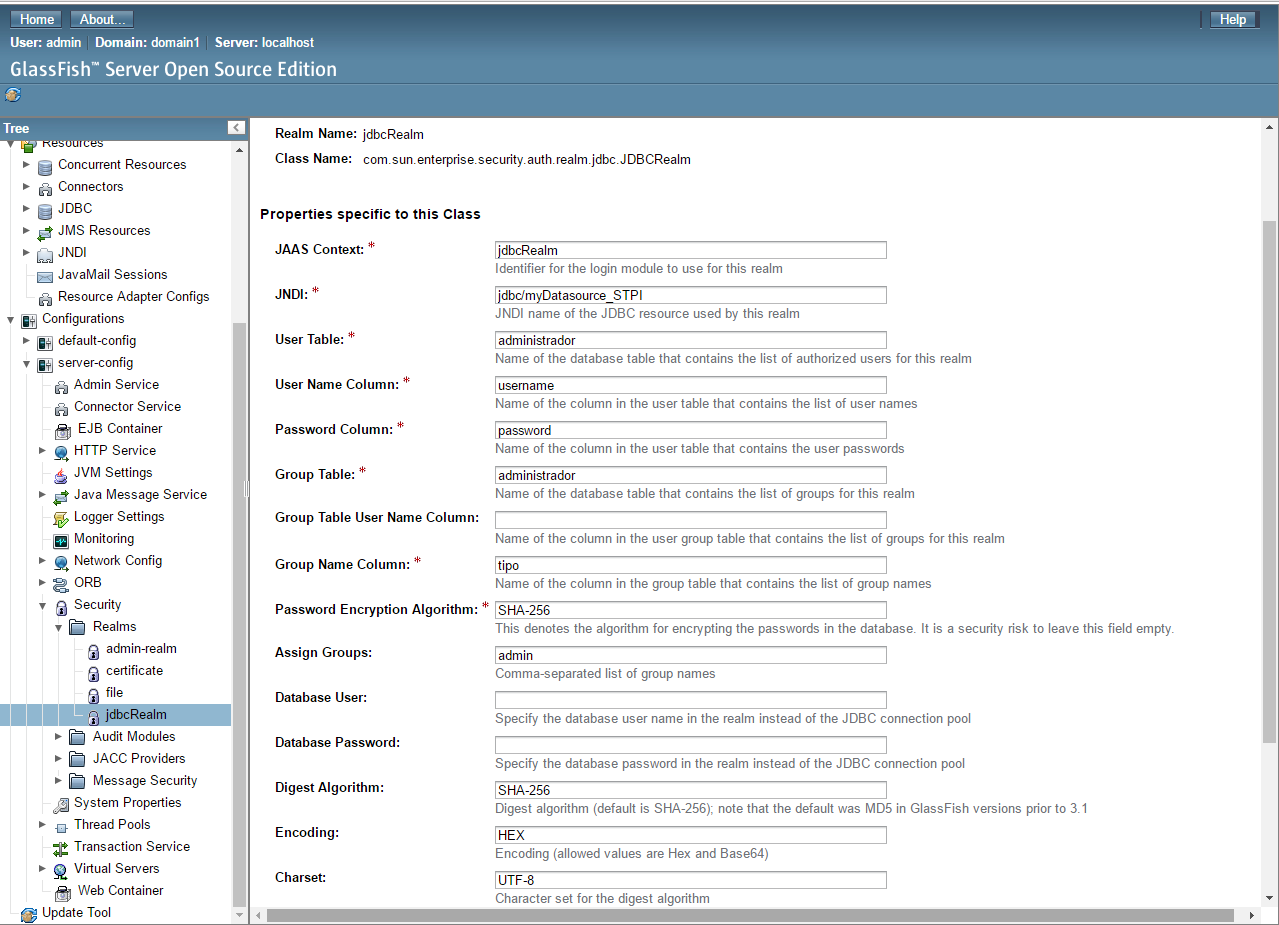 Home About... Help
User: admin Domain: domain1 Server: localhost
GlassFish™ Server Open Source Edition
Tree
Resources
Concurrent Resources
Connectors
JDBC
JMS Resources
JNDI
JavaMail Sessions
Resource Adapter Configs
Configurations
default-config
server-config
Admin Service
Connector Service
EJB Container
HTTP Service
JVM Settings
Java Message Service
Logger Settings
Monitoring
Network Config
ORB
Security
Realms
admin-realm
certificate
file
jdbcRealm
Audit Modules
JACC Providers
Message Security
System Properties
Thread Pools
Transaction Service
Virtual Servers
Web Container
Update Tool
Realm Name: jdbcRealm
Class Name: com.sun.enterprise.security.auth.realm.jdbc.JDBCRealm
Properties specific to this Class
JAAS Context: * jdbcRealm
Identifier for the login module to use for this realm
JNDI: * jdbc/myDatasource_STPI
JNDI name of the JDBC resource used by this realm
User Table: * administrador
Name of the database table that contains the list of authorized users for this realm
User Name Column: * username
Name of the column in the user table that contains the list of user names
Password Column: * password
Name of the column in the user table that contains the user passwords
Group Table: * administrador
Name of the database table that contains the list of groups for this realm
Group Table User Name Column:
Name of the column in the user group table that contains the list of groups for this realm
Group Name Column: * tipo
Name of the column in the group table that contains the list of group names
Password Encryption Algorithm: * SHA-256
This denotes the algorithm for encrypting the passwords in the database. It is a security risk to leave this field empty.
Assign Groups: admin
Comma-separated list of group names
Database User:
Specify the database user name in the realm instead of the JDBC connection pool
Database Password:
Specify the database password in the realm instead of the JDBC connection pool
Digest Algorithm: SHA-256
Digest algorithm (default is SHA-256); note that the default was MD5 in GlassFish versions prior to 3.1
Encoding: HEX
Encoding (allowed values are Hex and Base64)
Charset: UTF-8
Character set for the digest algorithm